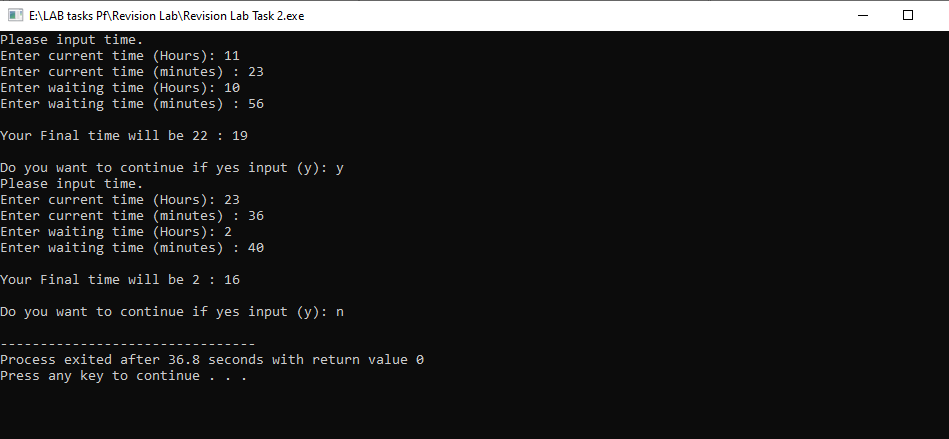 E:\LAB tasks Pf\Revision Lab\Revision Lab Task 2.exe
Please input time.
Enter current time (Hours): 11
Enter current time (minutes) : 23
Enter waiting time (Hours): 10
Enter waiting time (minutes) : 56
Your Final time will be 22 : 19
Do you want to continue if yes input (y): y
Please input time.
Enter current time (Hours): 23
Enter current time (minutes) : 36
Enter waiting time (Hours): 2
Enter waiting time (minutes) : 40
Your Final time will be 2 : 16
Do you want to continue if yes input (y): n
--------------------------------
Process exited after 36.8 seconds with return value 0
Press any key to continue . . .